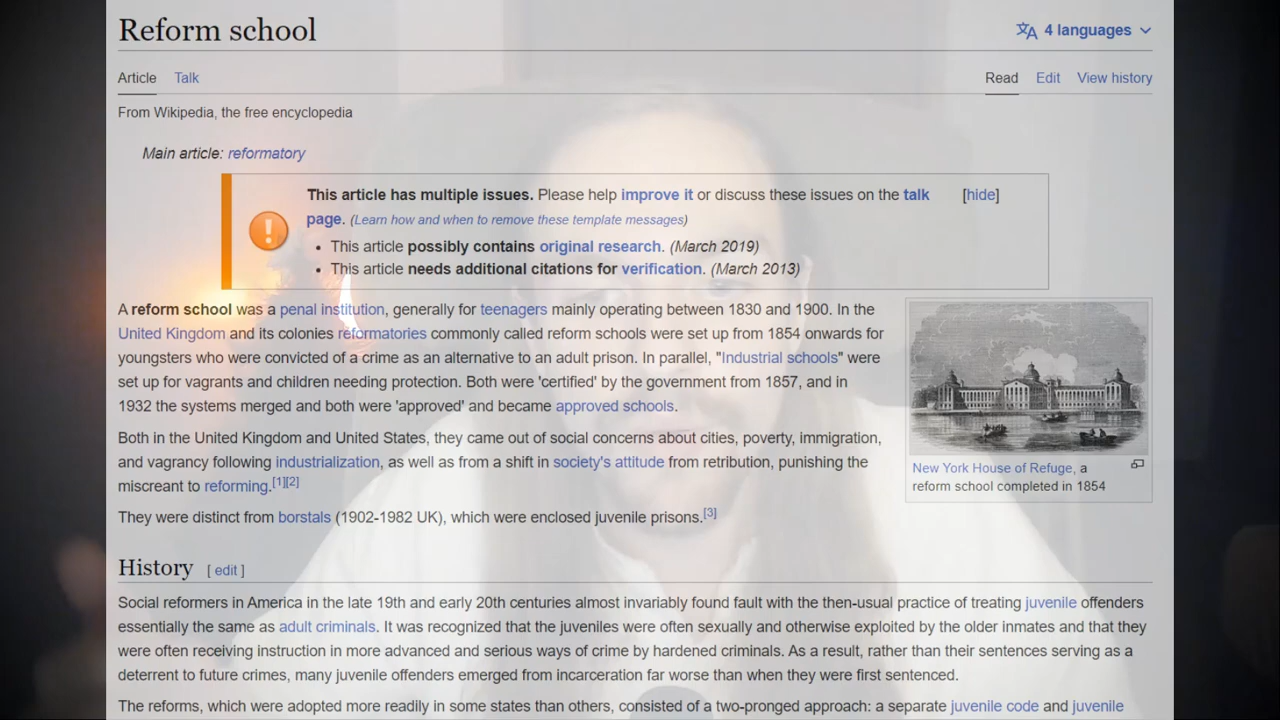 Reform school
4 languages
Article Talk
Read Edit View history
From Wikipedia, the free encyclopedia
Main article: reformatory
This article has multiple issues. Please help improve it or discuss these issues on the talk [hide]
page. (Learn how and when to remove these template messages)
• This article possibly contains original research. (March 2019)
• This article needs additional citations for verification. (March 2013)
A reform school was a penal institution, generally for teenagers mainly operating between 1830 and 1900. In the
United Kingdom and its colonies reformatories commonly called reform schools were set up from 1854 onwards for
youngsters who were convicted of a crime as an alternative to an adult prison. In parallel, "Industrial schools" were
set up for vagrants and children needing protection. Both were 'certified' by the government from 1857, and in
1932 the systems merged and both were 'approved' and became approved schools.
Both in the United Kingdom and United States, they came out of social concerns about cities, poverty, immigration,
and vagrancy following industrialization, as well as from a shift in society's attitude from retribution, punishing the
miscreant to reforming.[1][2]
They were distinct from borstals (1902-1982 UK), which were enclosed juvenile prisons.[3]
New York House of Refuge, a
reform school completed in 1854
History [ edit ]
Social reformers in America in the late 19th and early 20th centuries almost invariably found fault with the then-usual practice of treating juvenile offenders
essentially the same as adult criminals. It was recognized that the juveniles were often sexually and otherwise exploited by the older inmates and that they
were often receiving instruction in more advanced and serious ways of crime by hardened criminals. As a result, rather than their sentences serving as a
deterrent to future crimes, many juvenile offenders emerged from incarceration far worse than when they were first sentenced.
The reforms, which were adopted more readily in some states than others, consisted of a two-pronged approach: a separate juvenile code and juvenile